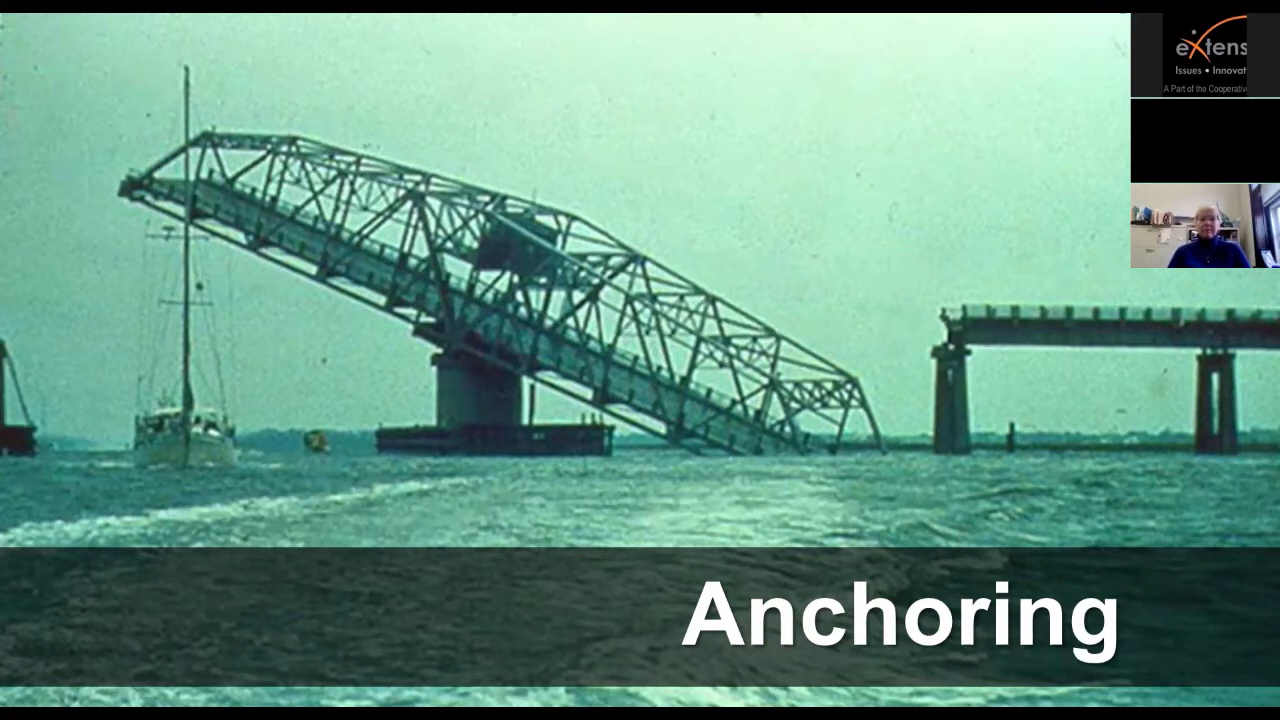 eXtens
Issues • Innovat
A Part of the Cooperativ
Anchoring